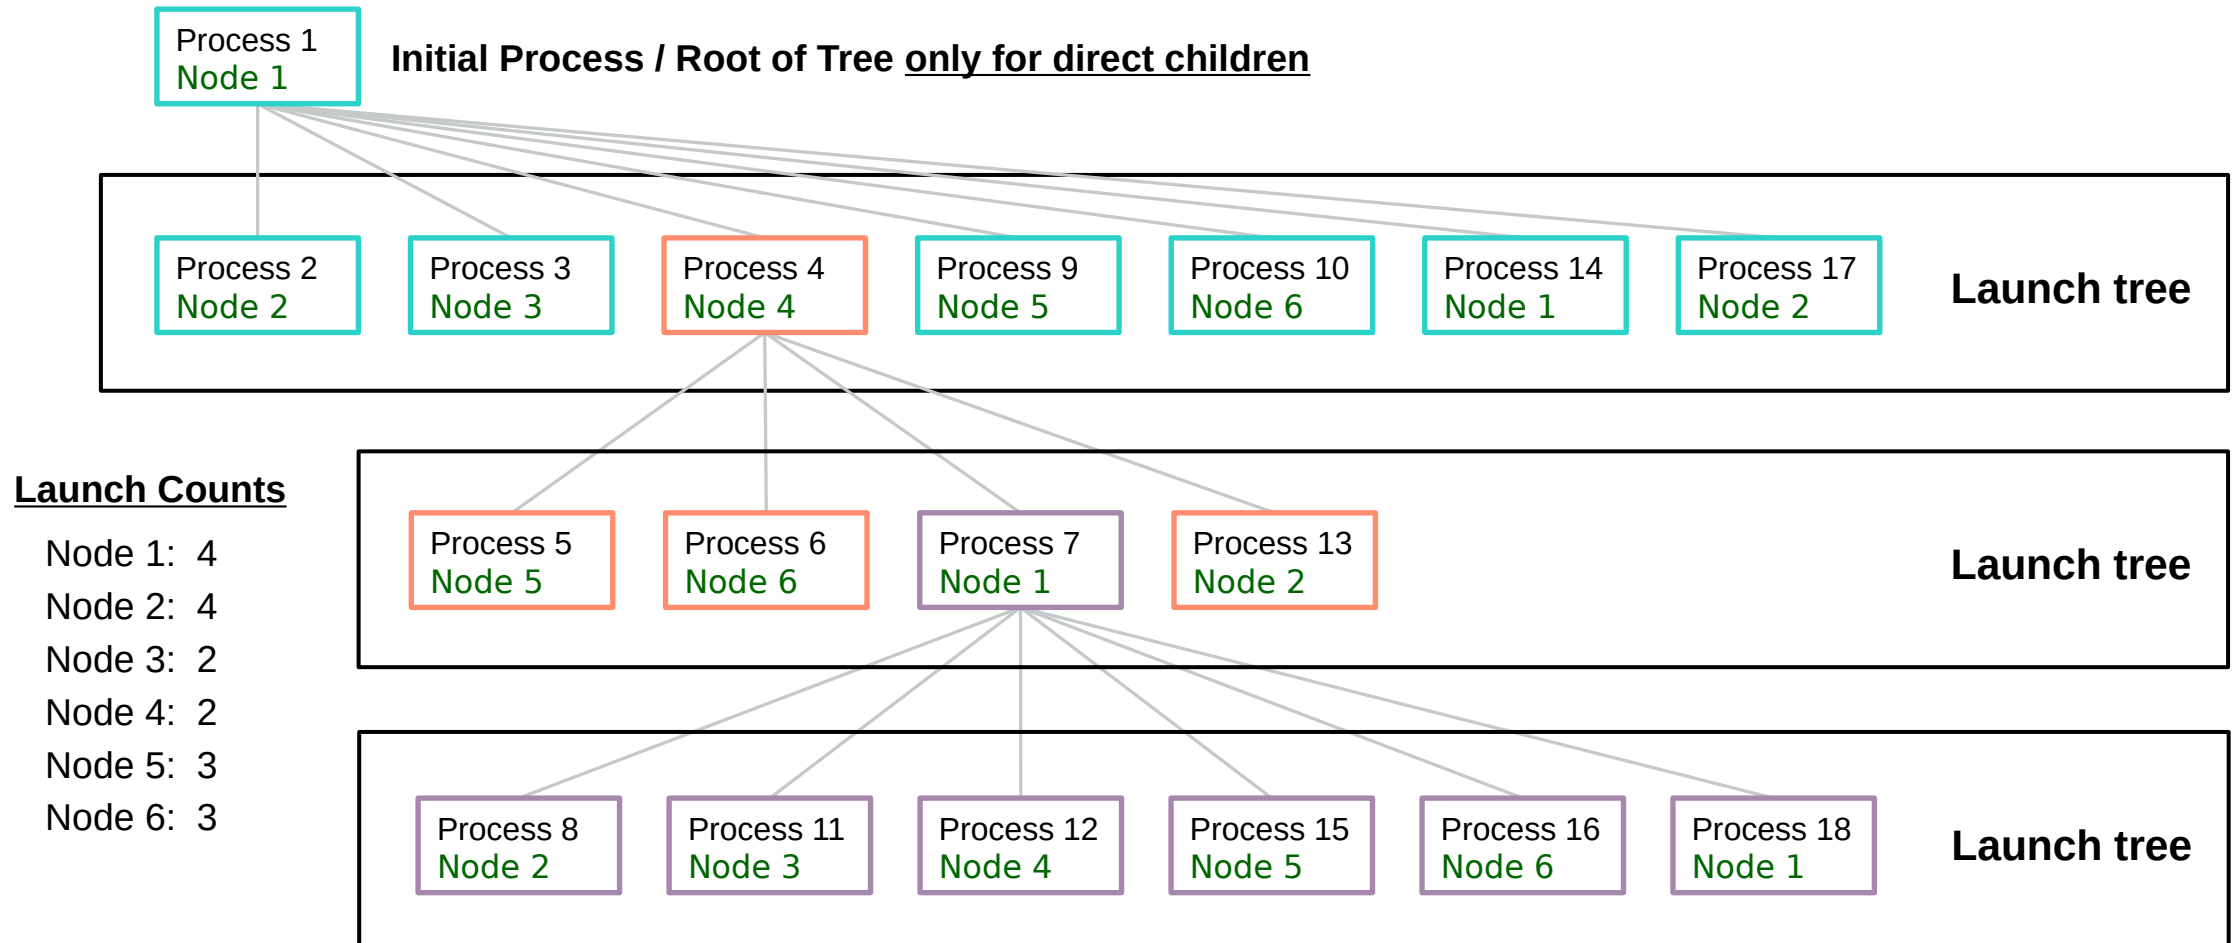 Process 1
Node 1
Initial Process / Root of Tree only for direct children
Process 2
Node 2
Process 3
Node 3
Process 4
Node 4
Process 9
Node 5
Process 10
Node 6
Process 14
Node 1
Process 17
Node 2
Launch tree
Launch Counts
Node 1: 4
Node 2: 4
Node 3: 2
Node 4: 2
Node 5: 3
Node 6: 3
Process 5
Node 5
Process 6
Node 6
Process 7
Node 1
Process 13
Node 2
Launch tree
Process 8
Node 2
Process 11
Node 3
Process 12
Node 4
Process 15
Node 5
Process 16
Node 6
Process 18
Node 1
Launch tree